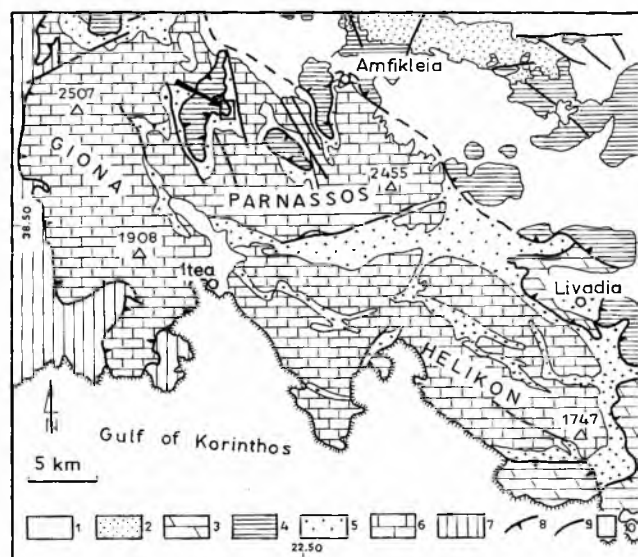 Amfikleia
2507
GIONA
2455
PARNASSOS
38.50
1908
Itea
Livadia
HELIKON
1747
N
Gulf of Korinthos
5 km
1 2 3 4 5 6 7 8 9
22.50